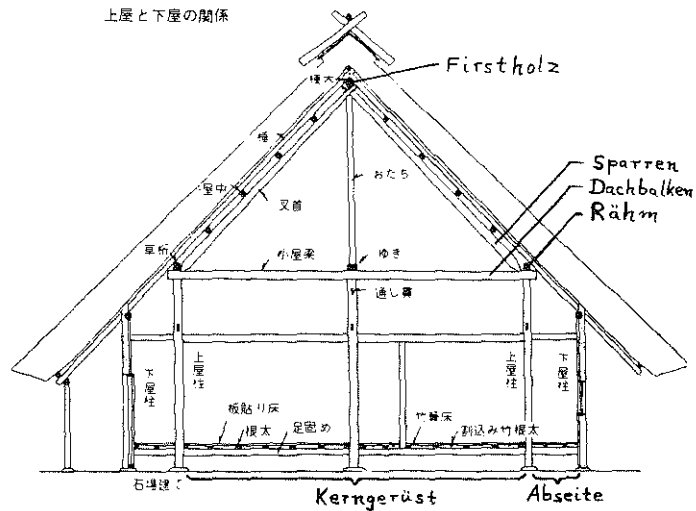 上屋と下屋の関係
Firstholz
棟木
垂木
屋中
叉首
おたち
Sparren
Dachbalken
Rähm
草桁
小屋梁
ゆき
通し貫
下屋柱
上屋柱
上屋柱
下屋柱
板貼り床
根太
足固め
竹簀床
割込み竹根太
石場建て
Kerngerüst
Abseite